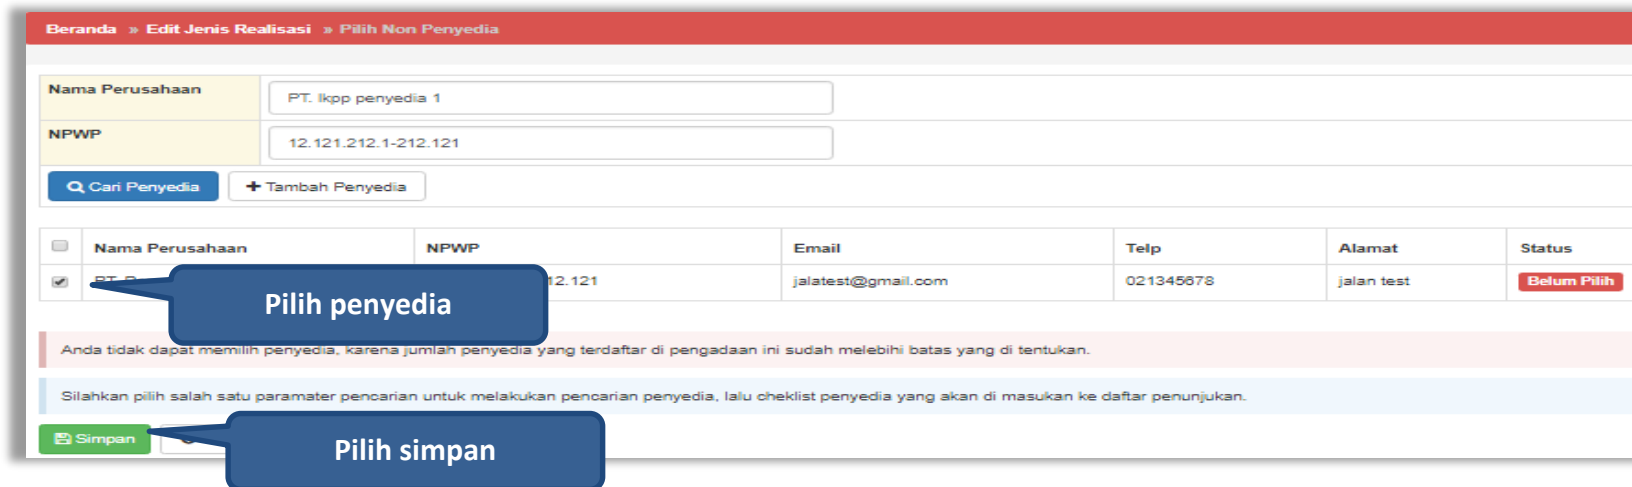 Beranda » Edit Jenis Realisasi » Pilih Non Penyedia
Nama Perusahaan
PT. lkpp penyedia 1
NPWP
12.121.212.1-212.121
Cari Penyedia
+ Tambah Penyedia
Nama Perusahaan NPWP Email Telp Alamat Status
PT. 12.121 jalatest@gmail.com 021345678 jalan test Belum Pilih
Pilih penyedia
Anda tidak dapat memilih penyedia, karena jumlah penyedia yang terdaftar di pengadaan ini sudah melebihi batas yang di tentukan.
Silahkan pilih salah satu paramater pencarian untuk melakukan pencarian penyedia, lalu cheklist penyedia yang akan di masukan ke daftar penunjukan.
Simpan
Pilih simpan